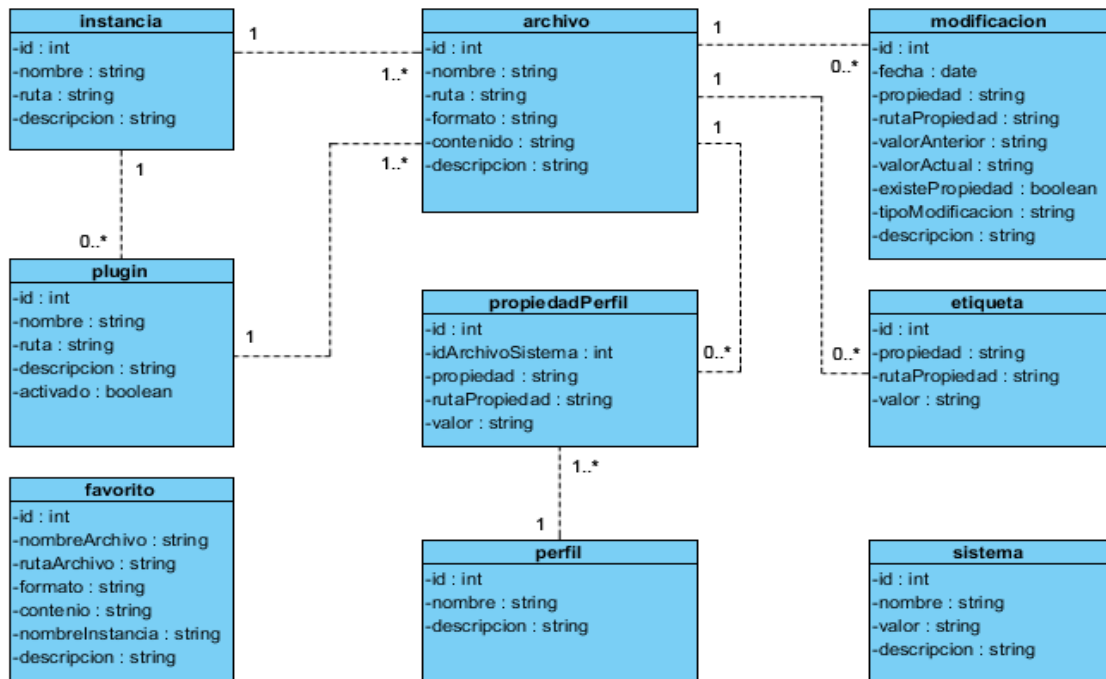 instancia
-id : int
-nombre : string
-ruta : string
-descripcion : string
1
1..*
archivo
-id : int
-nombre : string
-ruta : string
-formato : string
-contenido : string
-descripcion : string
1
0..*
1
1
modificacion
-id : int
-fecha : date
-propiedad : string
-rutaPropiedad : string
-valorAnterior : string
-valorActual : string
-existePropiedad : boolean
-tipoModificacion : string
-descripcion : string
1
0..*
1..*
plugin
-id : int
-nombre : string
-ruta : string
-descripcion : string
-activado : boolean
1
propiedadPerfil
-id : int
-idArchivoSistema : int
-propiedad : string
-rutaPropiedad : string
-valor : string
0..*
0..*
etiqueta
-id : int
-propiedad : string
-rutaPropiedad : string
-valor : string
1..*
1
favorito
-id : int
-nombreArchivo : string
-rutaArchivo : string
-formato : string
-contenio : string
-nombreInstancia : string
-descripcion : string
perfil
-id : int
-nombre : string
-descripcion : string
sistema
-id : int
-nombre : string
-valor : string
-descripcion : string